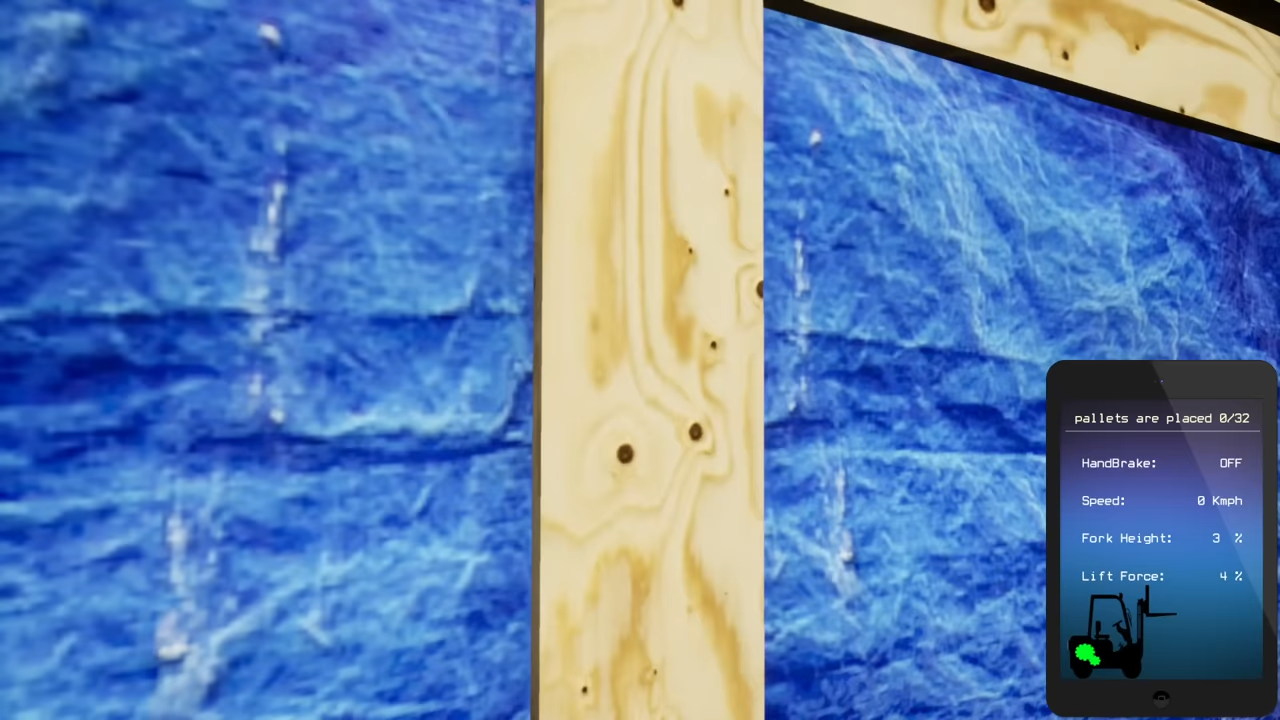 pallets are placed 0/32
HandBrake: OFF
Speed: 0 Kmph
Fork Height: 3 %
Lift Force: 4 %